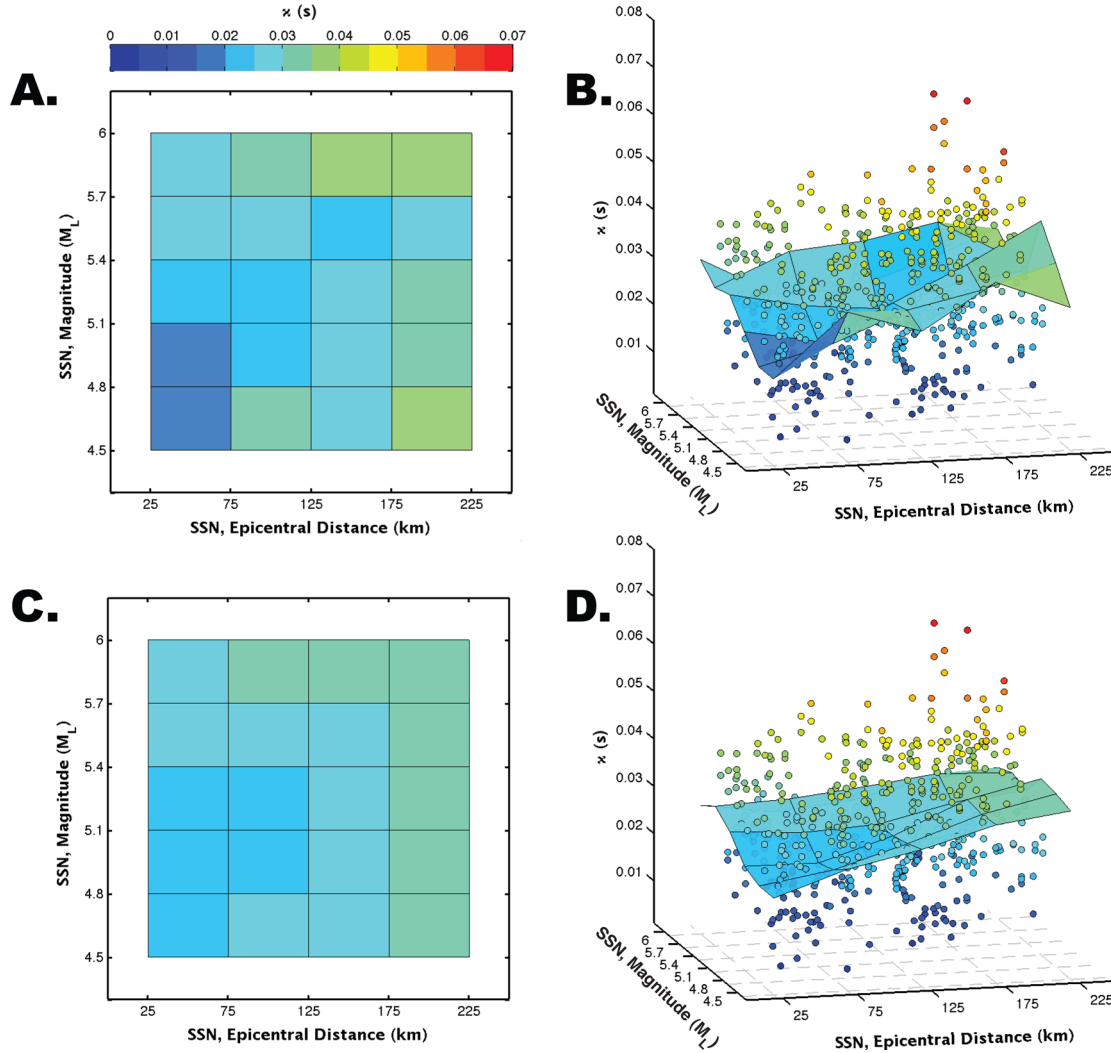 ϰ (s)
0 0.01 0.02 0.03 0.04 0.05 0.06 0.07
A.
SSN, Magnitude (M_L)
6
5.7
5.4
5.1
4.8
4.5
25 75 125 175 225
SSN, Epicentral Distance (km)
B.
ϰ (s)
0.08
0.07
0.06
0.05
0.04
0.03
0.02
0.01
SSN, Magnitude (M_L)
6
5.7
5.4
5.1
4.8
4.5
25 75 125 175 225
SSN, Epicentral Distance (km)
C.
SSN, Magnitude (M_L)
6
5.7
5.4
5.1
4.8
4.5
25 75 125 175 225
SSN, Epicentral Distance (km)
D.
ϰ (s)
0.08
0.07
0.06
0.05
0.04
0.03
0.02
0.01
SSN, Magnitude (M_L)
6
5.7
5.4
5.1
4.8
4.5
25 75 125 175 225
SSN, Epicentral Distance (km)